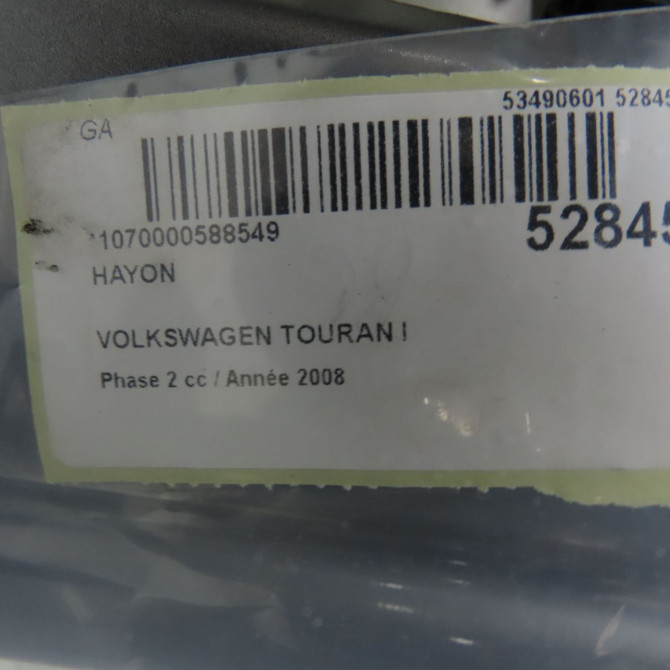 53490601 52845
GA
*1070000588549
52845
HAYON
VOLKSWAGEN TOURAN I
Phase 2 cc / Année 2008